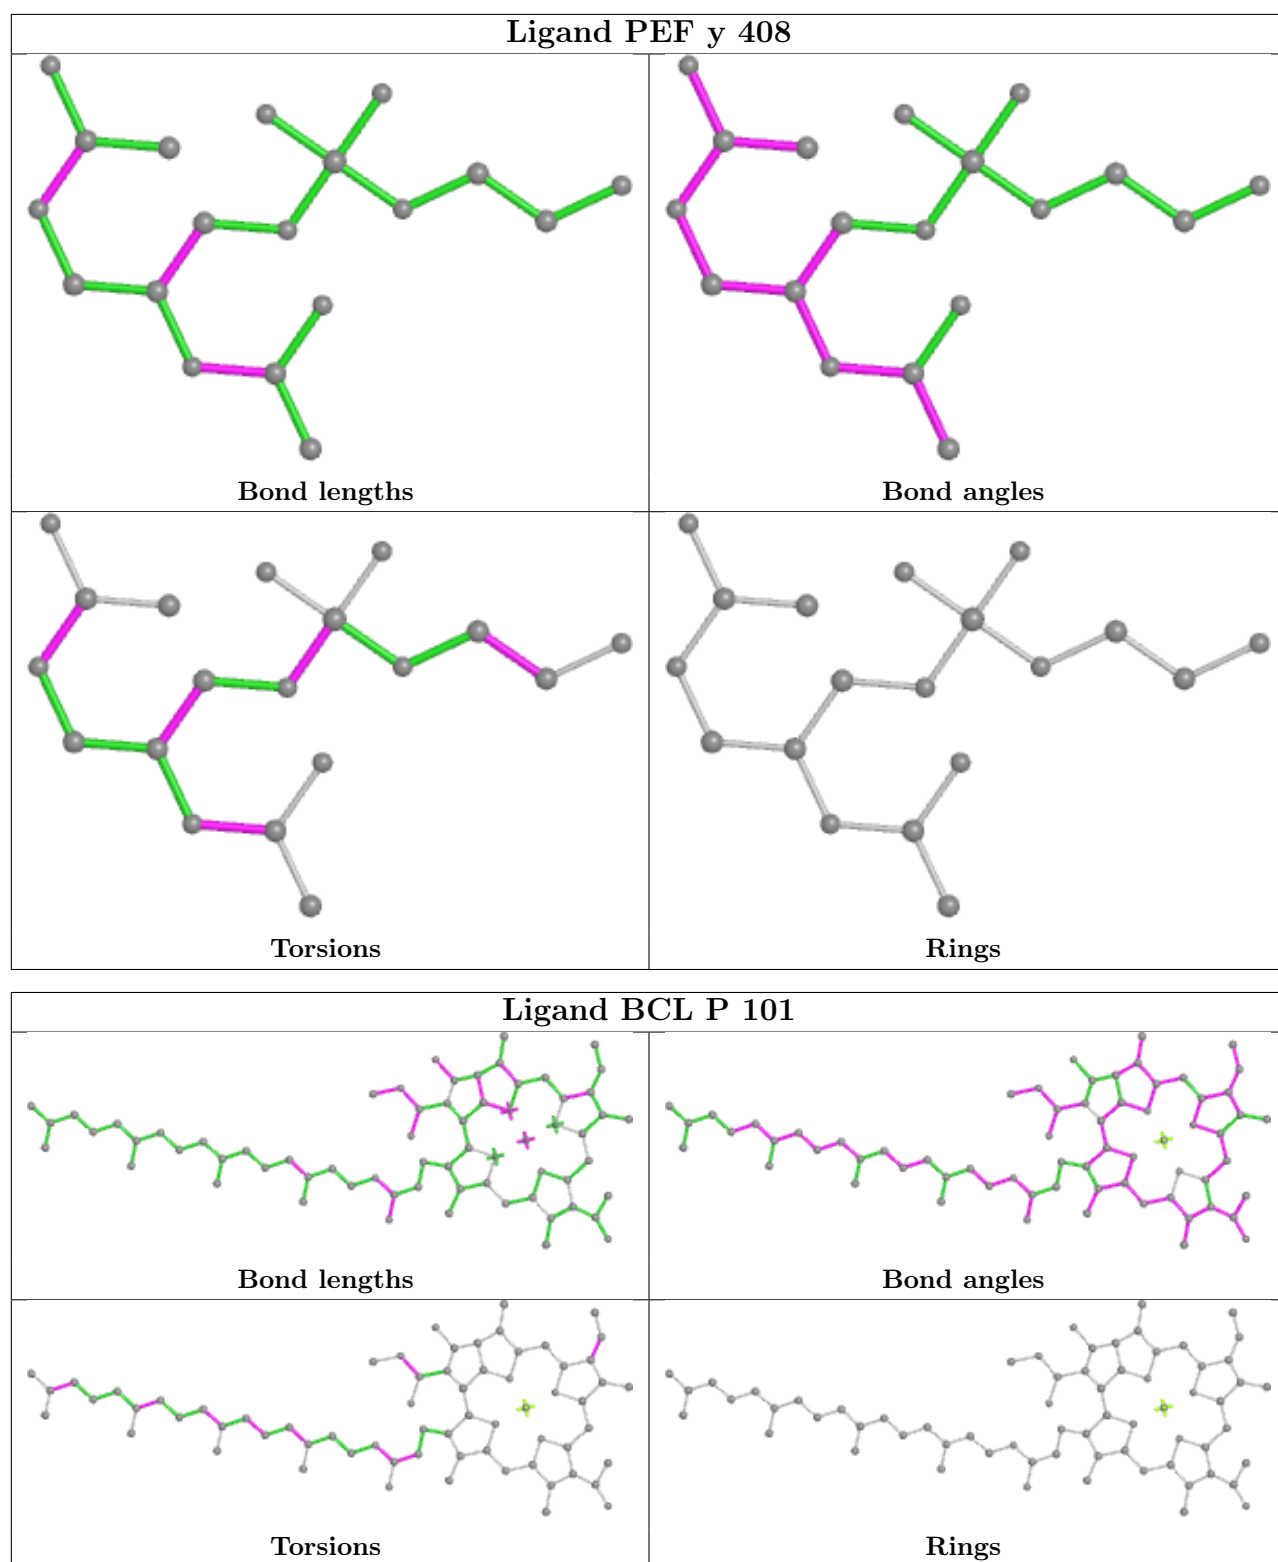 Ligand PEF y 408
Bond lengths
Bond angles
Torsions
Rings
Ligand BCL P 101
Bond lengths
Bond angles
Torsions
Rings